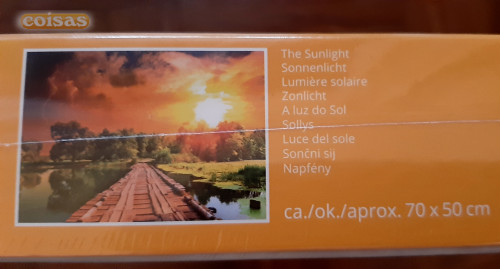 coisas
The Sunlight
Sonnenlicht
Lumière solaire
Zonlicht
A luz do Sol
Sollys
Luce del sole
Sončni sij
Napfény
ca./ok./aprox. 70 x 50 cm